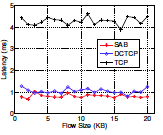 5
4
3
2
1
0
Latency (ms)
SAB
DCTCP
TCP
0 5 10 15 20
Flow Size (KB)